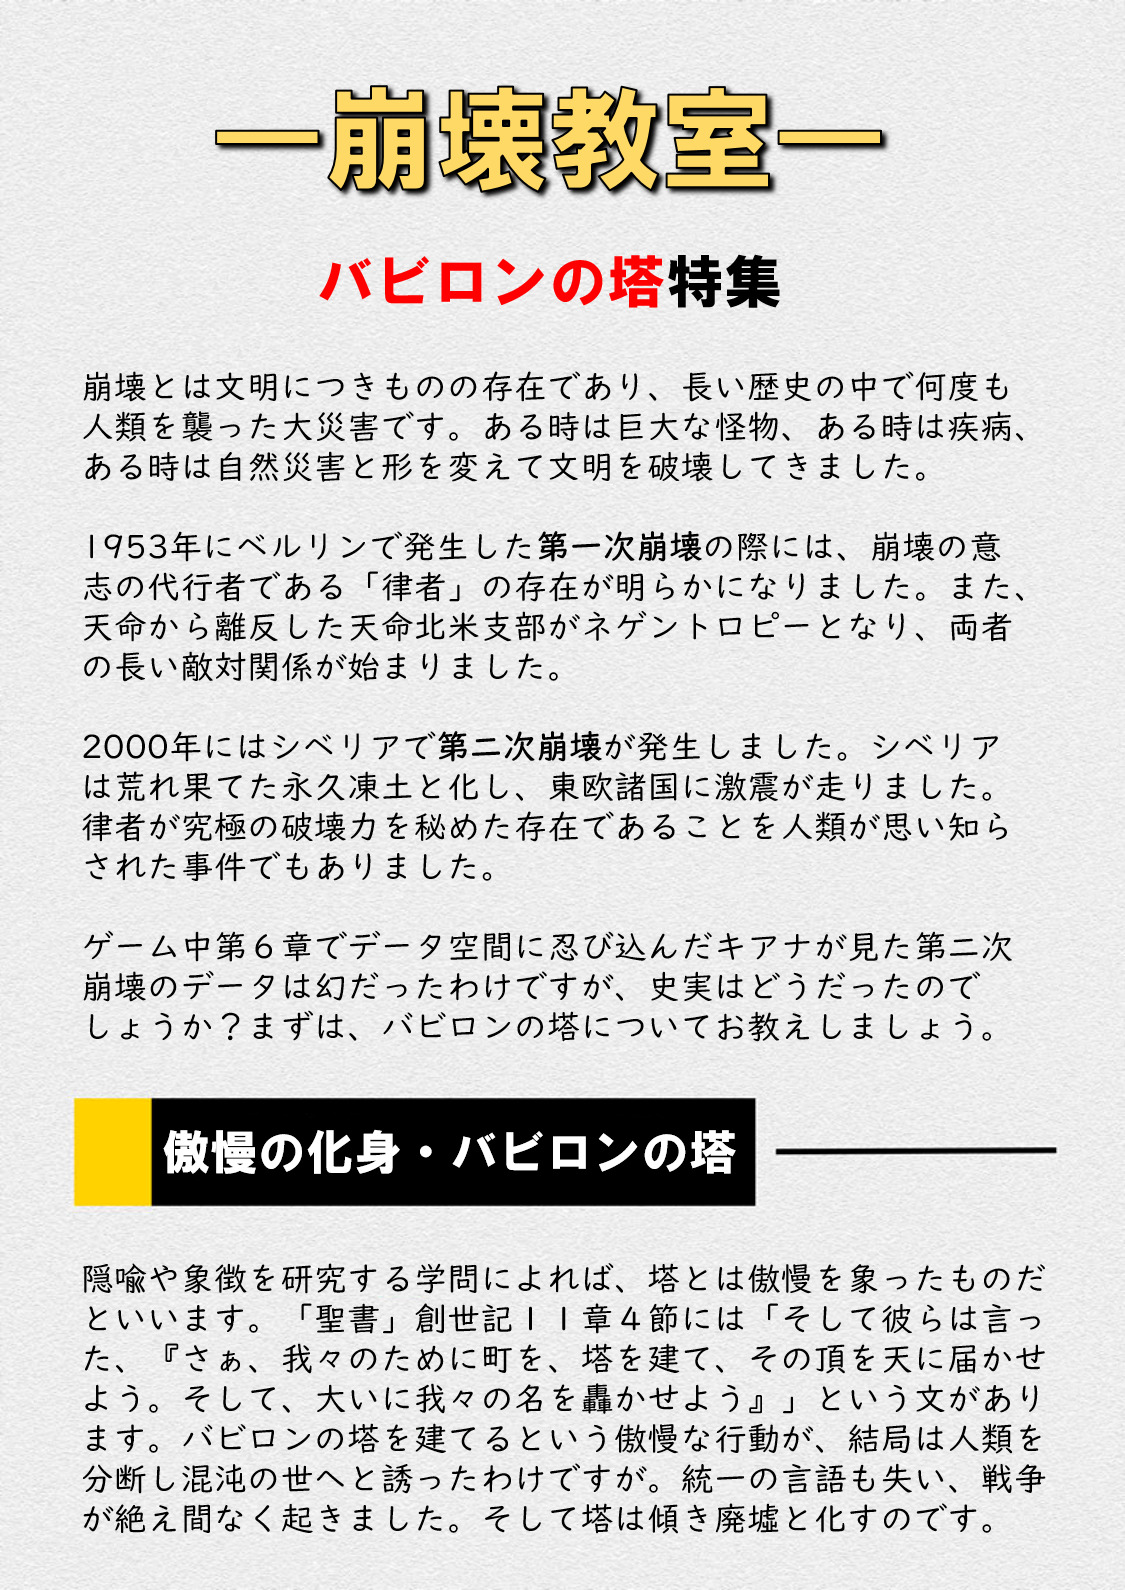 ―崩壊教室―
バビロンの塔特集
崩壊とは文明につきものの存在であり、長い歴史の中で何度も
人類を襲った大災害です。ある時は巨大な怪物、ある時は疾病、
ある時は自然災害と形を変えて文明を破壊してきました。
1953年にベルリンで発生した第一次崩壊の際には、崩壊の意
志の代行者である「律者」の存在が明らかになりました。また、
天命から離反した天命北米支部がネゲントロピーとなり、両者
の長い敵対関係が始まりました。
2000年にはシベリアで第二次崩壊が発生しました。シベリア
は荒れ果てた永久凍土と化し、東欧諸国に激震が走りました。
律者が究極の破壊力を秘めた存在であることを人類が思い知ら
された事件でもありました。
ゲーム中第６章でデータ空間に忍び込んだキアナが見た第二次
崩壊のデータは幻だったわけですが、史実はどうだったので
しょうか？まずは、バビロンの塔についてお教えしましょう。
傲慢の化身・バビロンの塔
隠喩や象徴を研究する学問によれば、塔とは傲慢を象ったものだ
といいます。「聖書」創世記１１章４節には「そして彼らは言っ
た、『さぁ、我々のために町を、塔を建て、その頂を天に届かせ
よう。そして、大いに我々の名を轟かせよう』」という文があり
ます。バビロンの塔を建てるという傲慢な行動が、結局は人類を
分断し混沌の世へと誘ったわけですが。統一の言語も失い、戦争
が絶え間なく起きました。そして塔は傾き廃墟と化すのです。